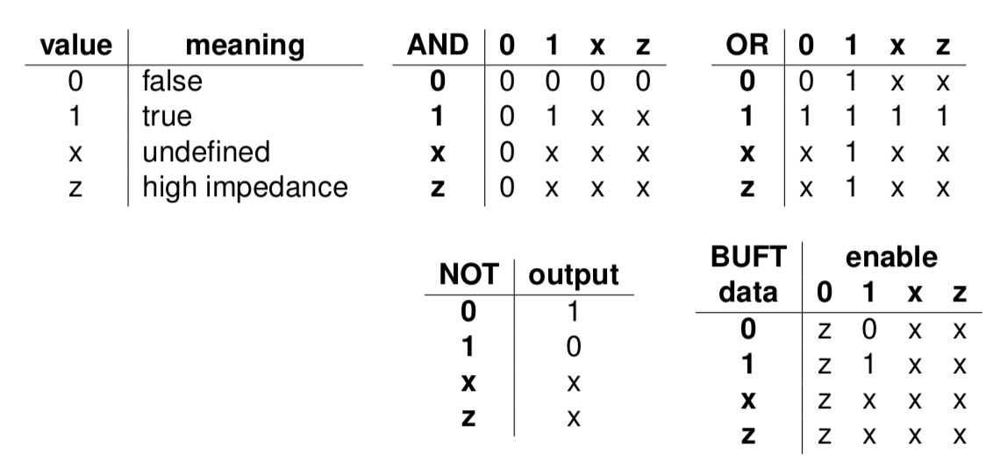 value meaning
0 false
1 true
x undefined
z high impedance
AND 0 1 x z
0 0 0 0 0
1 0 1 x x
x 0 x x x
z 0 x x x
OR 0 1 x z
0 0 1 x x
1 1 1 1 1
x x 1 x x
z x 1 x x
NOT output
0 1
1 0
x x
z x
BUFT enable
data 0 1 x z
0 z 0 x x
1 z 1 x x
x z x x x
z z x x x